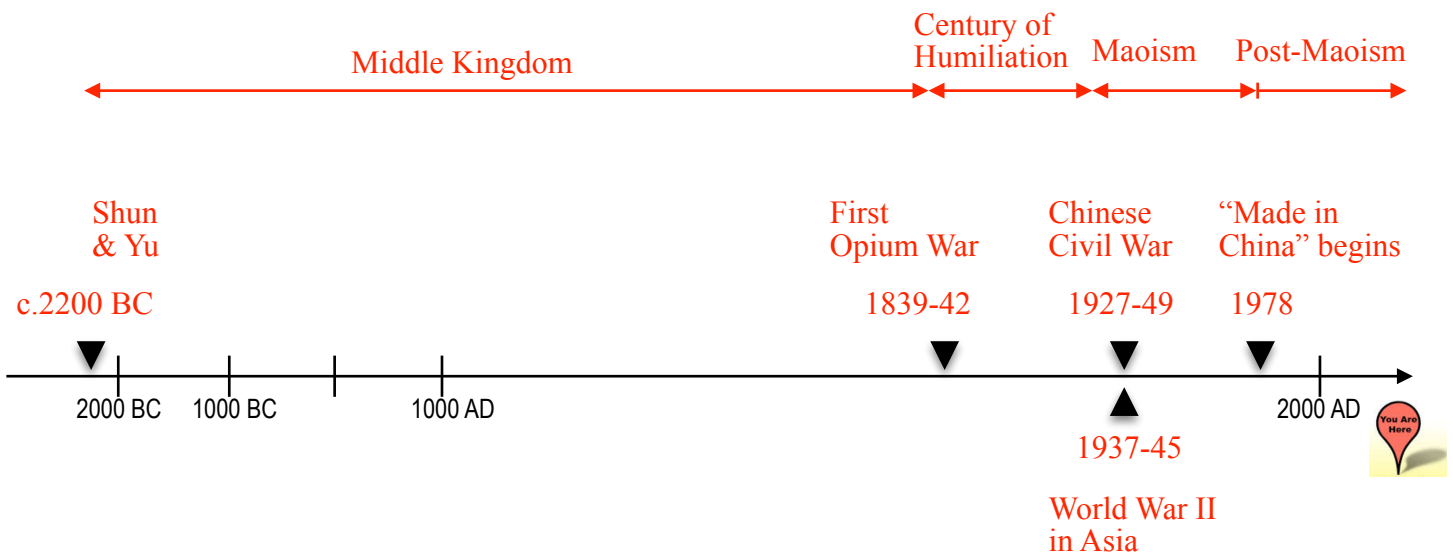 Century of
Humiliation
Middle Kingdom
Maoism
Post-Maoism
Shun
& Yu
First
Opium War
Chinese
Civil War
“Made in
China” begins
c.2200 BC
1839-42
1927-49
1978
2000 BC
1000 BC
1000 AD
2000 AD
You Are
Here
1937-45
World War II
in Asia